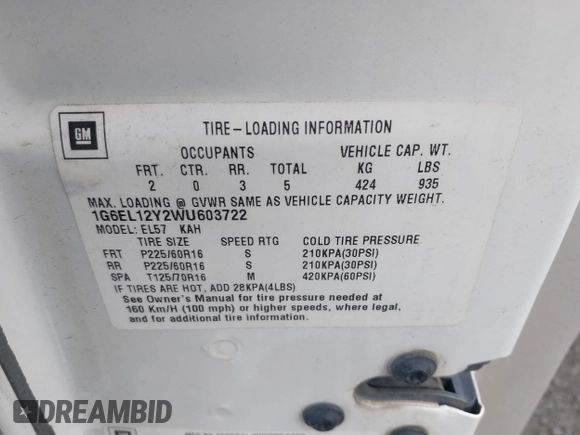 GM
TIRE-LOADING INFORMATION
OCCUPANTS VEHICLE CAP. WT.
FRT. CTR. RR. TOTAL KG LBS
2 0 3 5 424 935
MAX. LOADING @ GVWR SAME AS VEHICLE CAPACITY WEIGHT.
1G6EL12Y2WU603722
MODEL: EL57 KAH
TIRE SIZE SPEED RTG COLD TIRE PRESSURE
FRT P225/60R16 S 210KPA(30PSI)
RR P225/60R16 S 210KPA(30PSI)
SPA T125/70R16 M 420KPA(60PSI)
IF TIRES ARE HOT, ADD 28KPA(4LBS)
See Owner's Manual for tire pressure needed at
160 Km/H (100 mph) or higher speeds, where legal,
and for additional information.
DREAMBID